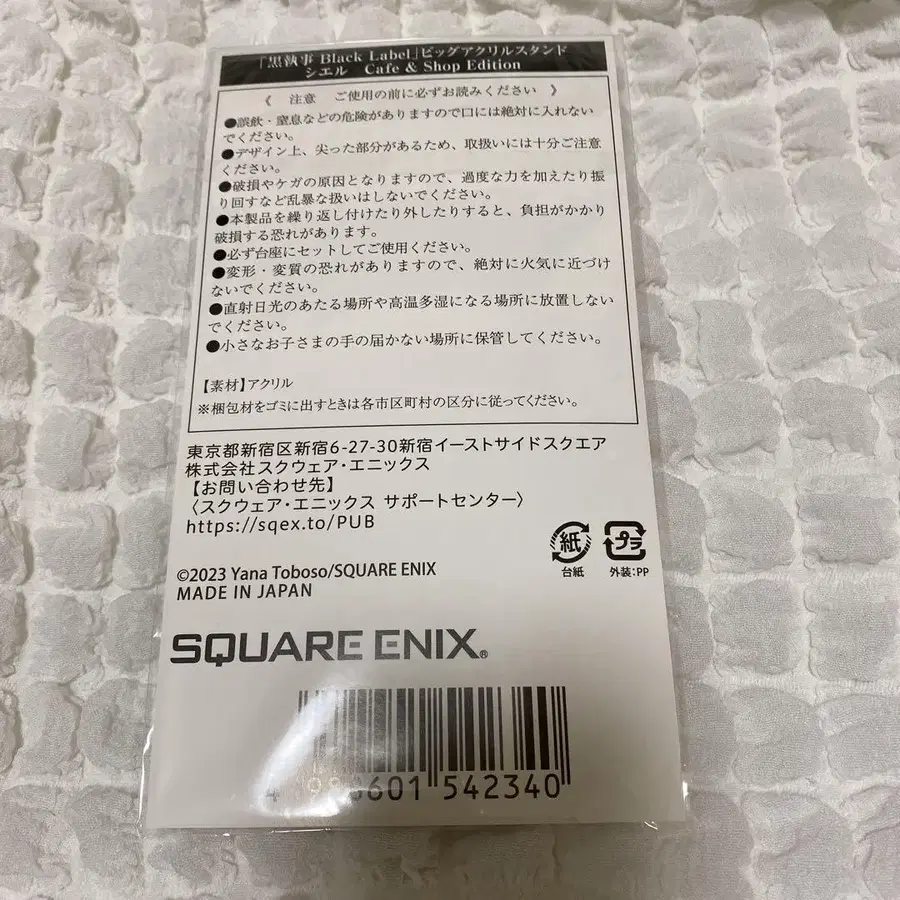 「黒執事 Black Label」ビッグアクリルスタンド
シエル Cafe & Shop Edition
《 注意 ご使用の前に必ずお読みください 》
●誤飲・窒息などの危険がありますので口には絶対に入れない
でください。
●デザイン上、尖った部分があるため、取扱いには十分ご注意
ください。
●破損やケガの原因となりますので、過度な力を加えたり振
り回すなど乱暴な扱いはしないでください。
●本製品を繰り返し付けたり外したりすると、負担がかかり
破損する恐れがあります。
●必ず台座にセットしてご使用ください。
●変形・変質の恐れがありますので、絶対に火気に近づけ
ないでください。
●直射日光のあたる場所や高温多湿になる場所に放置しない
でください。
●小さなお子さまの手の届かない場所に保管してください。
【素材】アクリル
※梱包材をゴミに出すときは各市区町村の区分に従ってください。
東京都新宿区新宿6-27-30新宿イーストサイドスクエア
株式会社スクウェア・エニックス
【お問い合わせ先】
〈スクウェア・エニックス サポートセンター〉
https://sqex.to/PUB
紙 プラ
台紙 外装:PP
©2023 Yana Toboso/SQUARE ENIX
MADE IN JAPAN
SQUARE ENIX®
542340